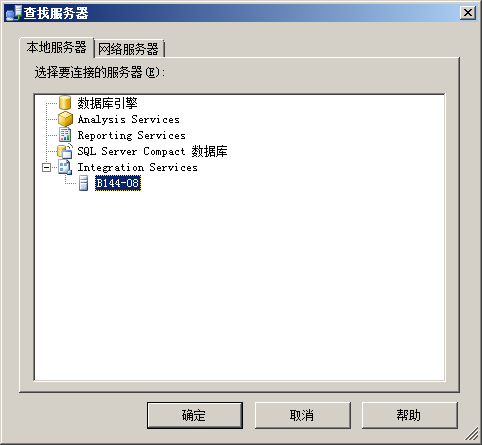 查找服务器
本地服务器 网络服务器
选择要连接的服务器(E):
数据库引擎
Analysis Services
Reporting Services
SQL Server Compact 数据库
Integration Services
B144-08
确定 取消 帮助